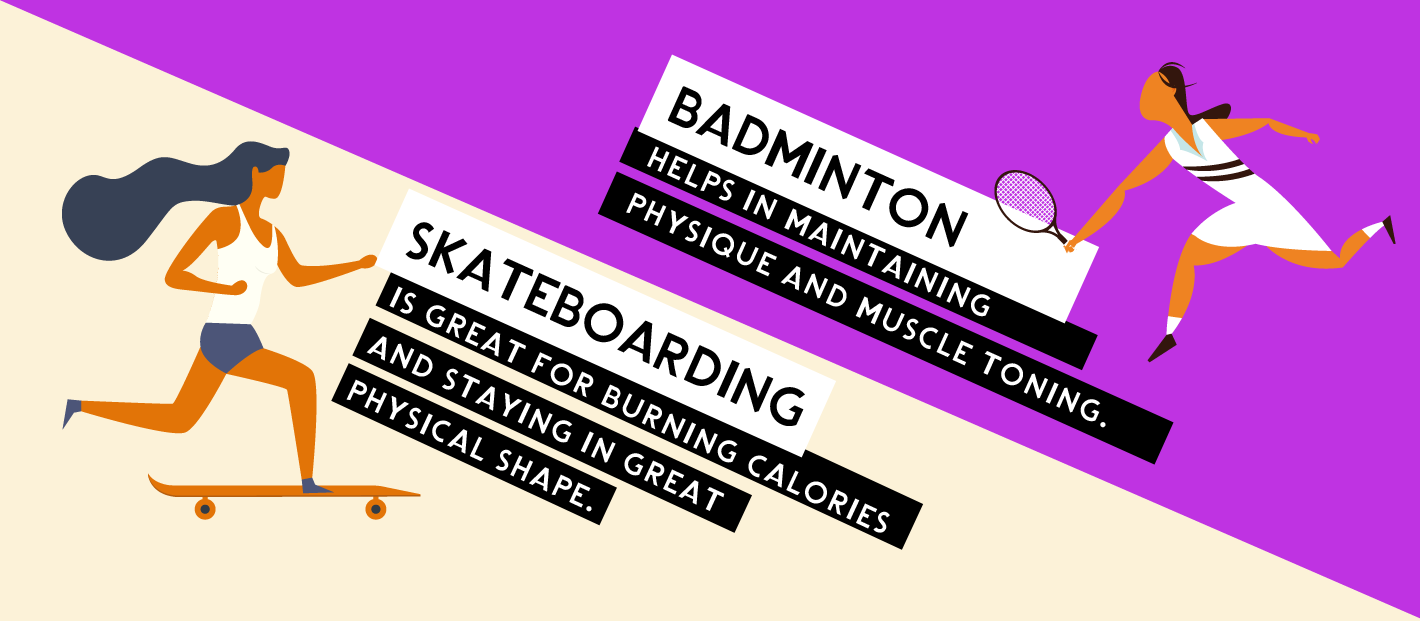 BADMINTON
HELPS IN MAINTAINING
PHYSIQUE AND MUSCLE TONING.
SKATEBOARDING
IS GREAT FOR BURNING CALORIES
AND STAYING IN GREAT
PHYSICAL SHAPE.